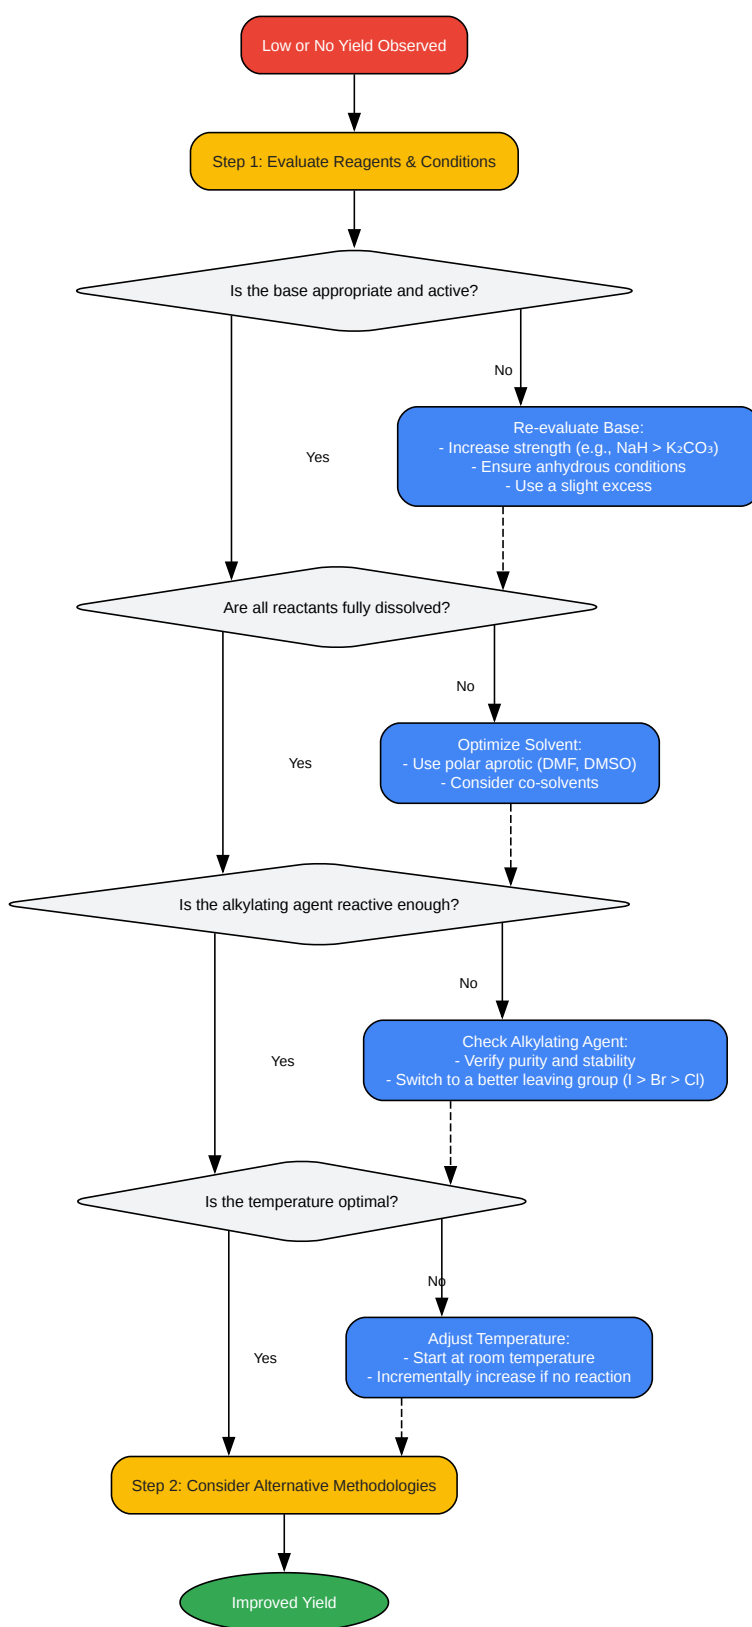 Low or No Yield Observed
Step 1: Evaluate Reagents & Conditions
Is the base appropriate and active?
No
Re-evaluate Base:
- Increase strength (e.g., NaH > K₂CO₃)
- Ensure anhydrous conditions
- Use a slight excess
Yes
Are all reactants fully dissolved?
No
Optimize Solvent:
- Use polar aprotic (DMF, DMSO)
- Consider co-solvents
Yes
Is the alkylating agent reactive enough?
No
Check Alkylating Agent:
- Verify purity and stability
- Switch to a better leaving group (I > Br > Cl)
Yes
Is the temperature optimal?
No
Adjust Temperature:
- Start at room temperature
- Incrementally increase if no reaction
Yes
Step 2: Consider Alternative Methodologies
Improved Yield